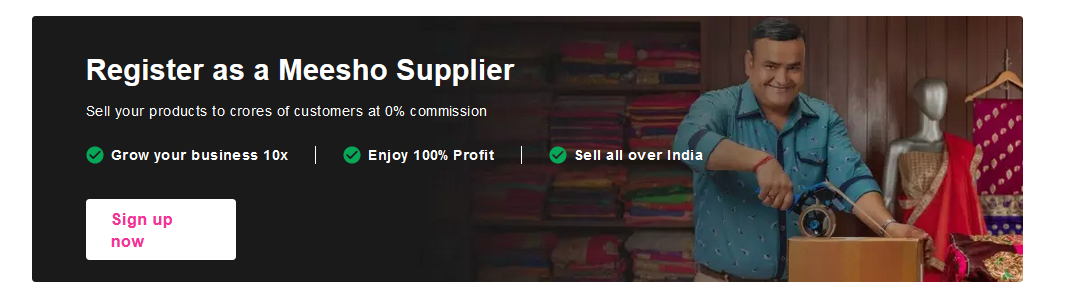 Register as a Meesho Supplier
Sell your products to crores of customers at 0% commission
Grow your business 10x
Enjoy 100% Profit
Sell all over India
Sign up
now